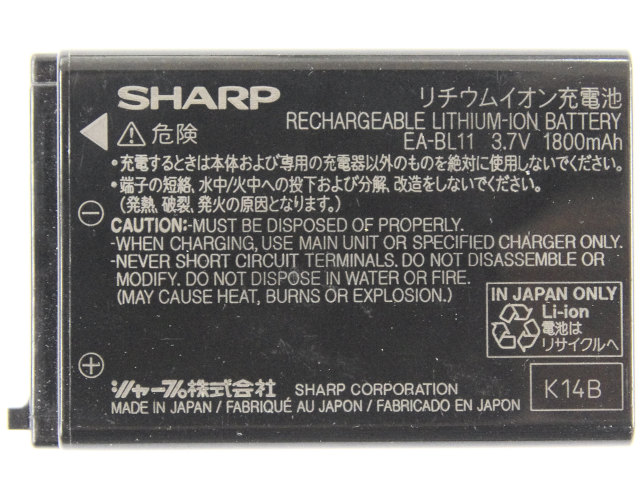 SHARP
リチウムイオン充電池
RECHARGEABLE LITHIUM-ION BATTERY
EA-BL11 3.7V 1800mAh
危険
•充電するときは本体および専用の充電器以外のものを絶対に使用しないでください。
•端子の短絡、水中/火中への投下および分解、改造をしないでください。
(発熱、破裂、発火の原因となります。)
CAUTION:-MUST BE DISPOSED OF PROPERLY.
-WHEN CHARGING, USE MAIN UNIT OR SPECIFIED CHARGER ONLY.
-NEVER SHORT CIRCUIT TERMINALS. DO NOT DISASSEMBLE OR
MODIFY. DO NOT DISPOSE IN WATER OR FIRE.
(MAY CAUSE HEAT, BURNS OR EXPLOSION.)
IN JAPAN ONLY
Li-ion
電池は
リサイクルへ
シャープ株式会社 SHARP CORPORATION
MADE IN JAPAN / FABRIQUÉ AU JAPON / FABRICADO EN JAPON
K14B